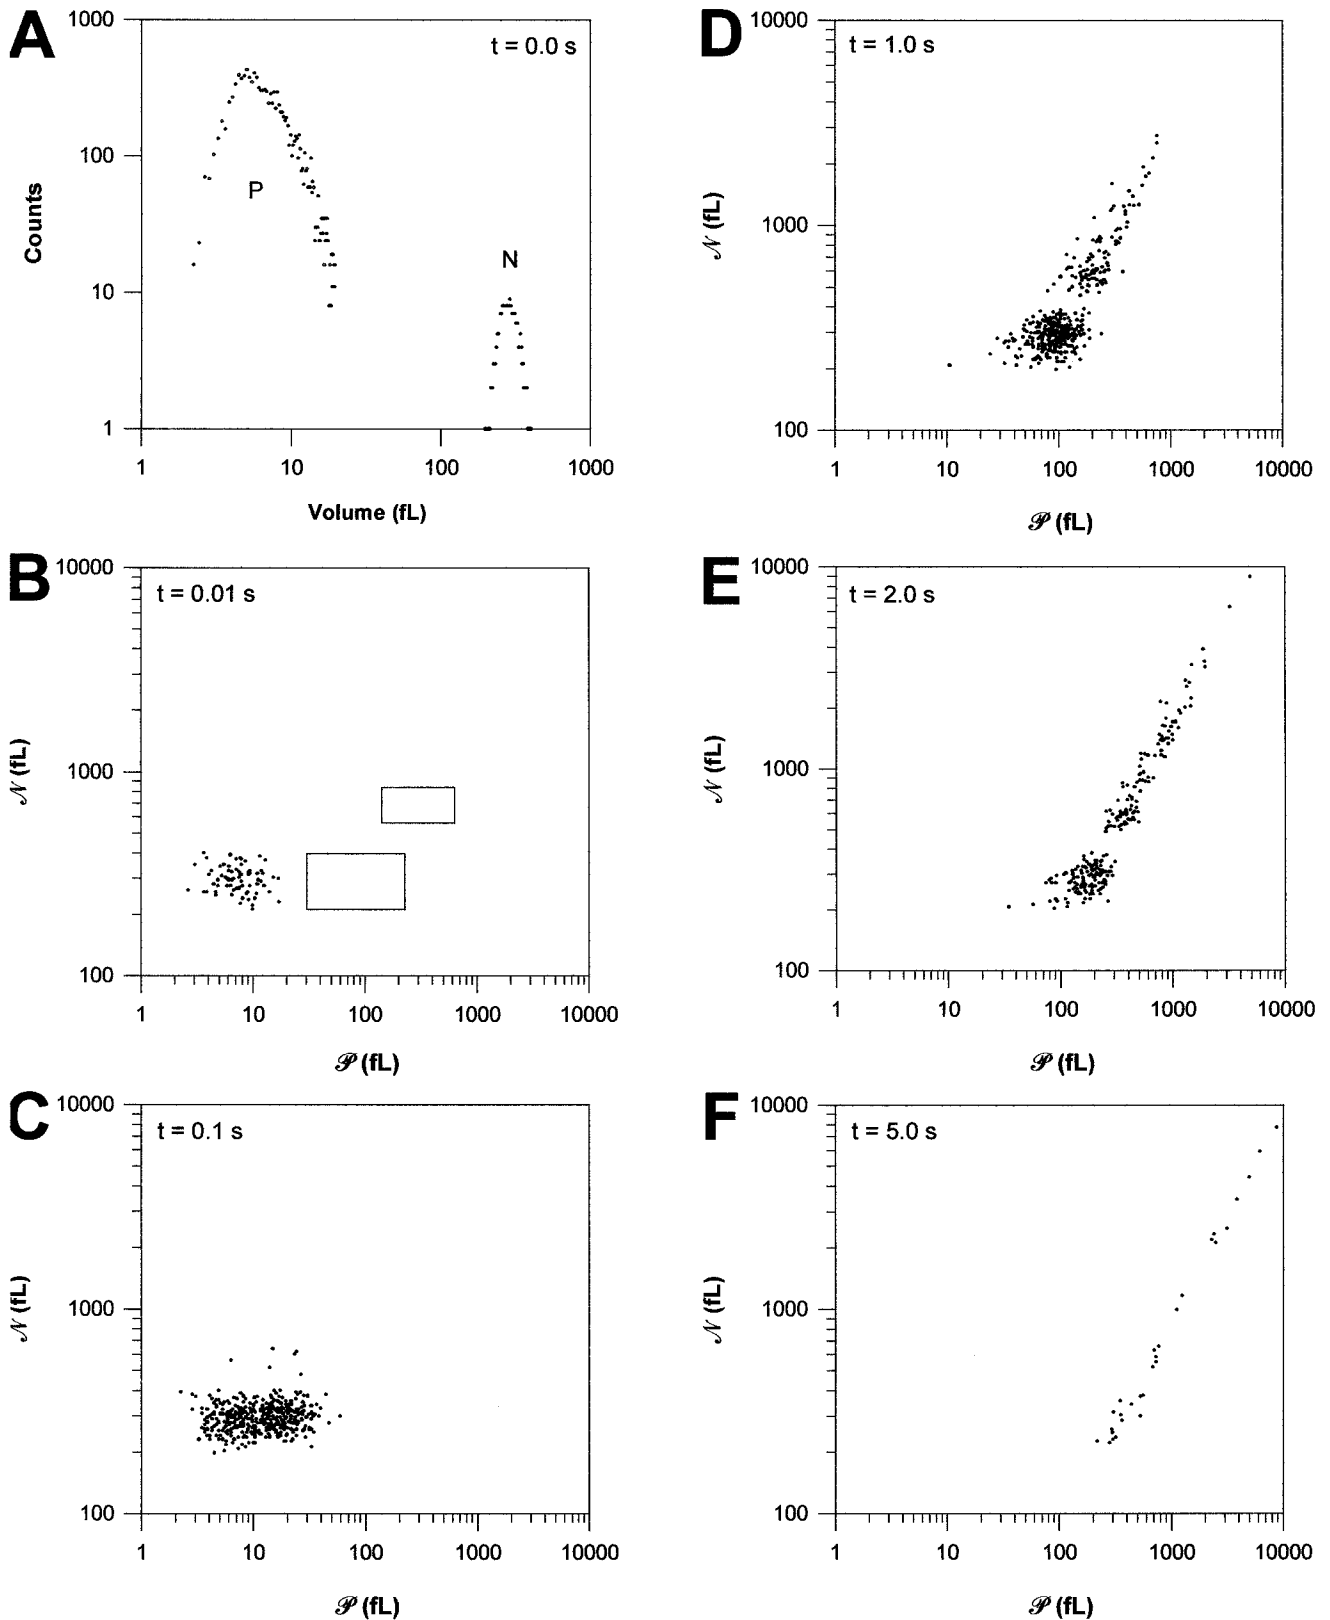 A
t = 0.0 s
1000
100
10
1
Counts
P
N
1 10 100 1000
Volume (fL)
B
t = 0.01 s
10000
1000
100
𝒩 (fL)
1 10 100 1000 10000
𝒫 (fL)
C
t = 0.1 s
10000
1000
100
𝒩 (fL)
1 10 100 1000 10000
𝒫 (fL)
D
t = 1.0 s
10000
1000
100
𝒩 (fL)
1 10 100 1000 10000
𝒫 (fL)
E
t = 2.0 s
10000
1000
100
𝒩 (fL)
1 10 100 1000 10000
𝒫 (fL)
F
t = 5.0 s
10000
1000
100
𝒩 (fL)
1 10 100 1000 10000
𝒫 (fL)